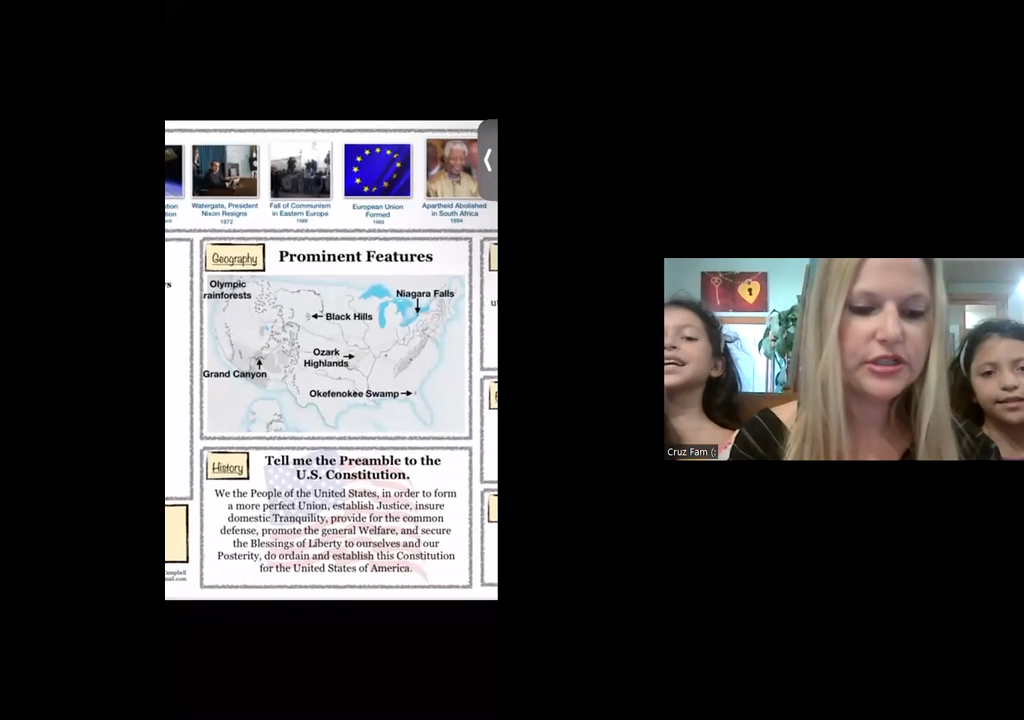 Watergate, President
Nixon Resigns
1972
Fall of Communism
in Eastern Europe
1989
European Union
Formed
Apartheid Abolished
in South Africa
1994
Geography
Prominent Features
Olympic
rainforests
Niagara Falls
Black Hills
Ozark
Highlands
Grand Canyon
Okefenokee Swamp
History
Tell me the Preamble to the
U.S. Constitution.
We the People of the United States, in order to form
a more perfect Union, establish Justice, insure
domestic Tranquility, provide for the common
defense, promote the general Welfare, and secure
the Blessings of Liberty to ourselves and our
Posterity, do ordain and establish this Constitution
for the United States of America.
Cruz Fam (: